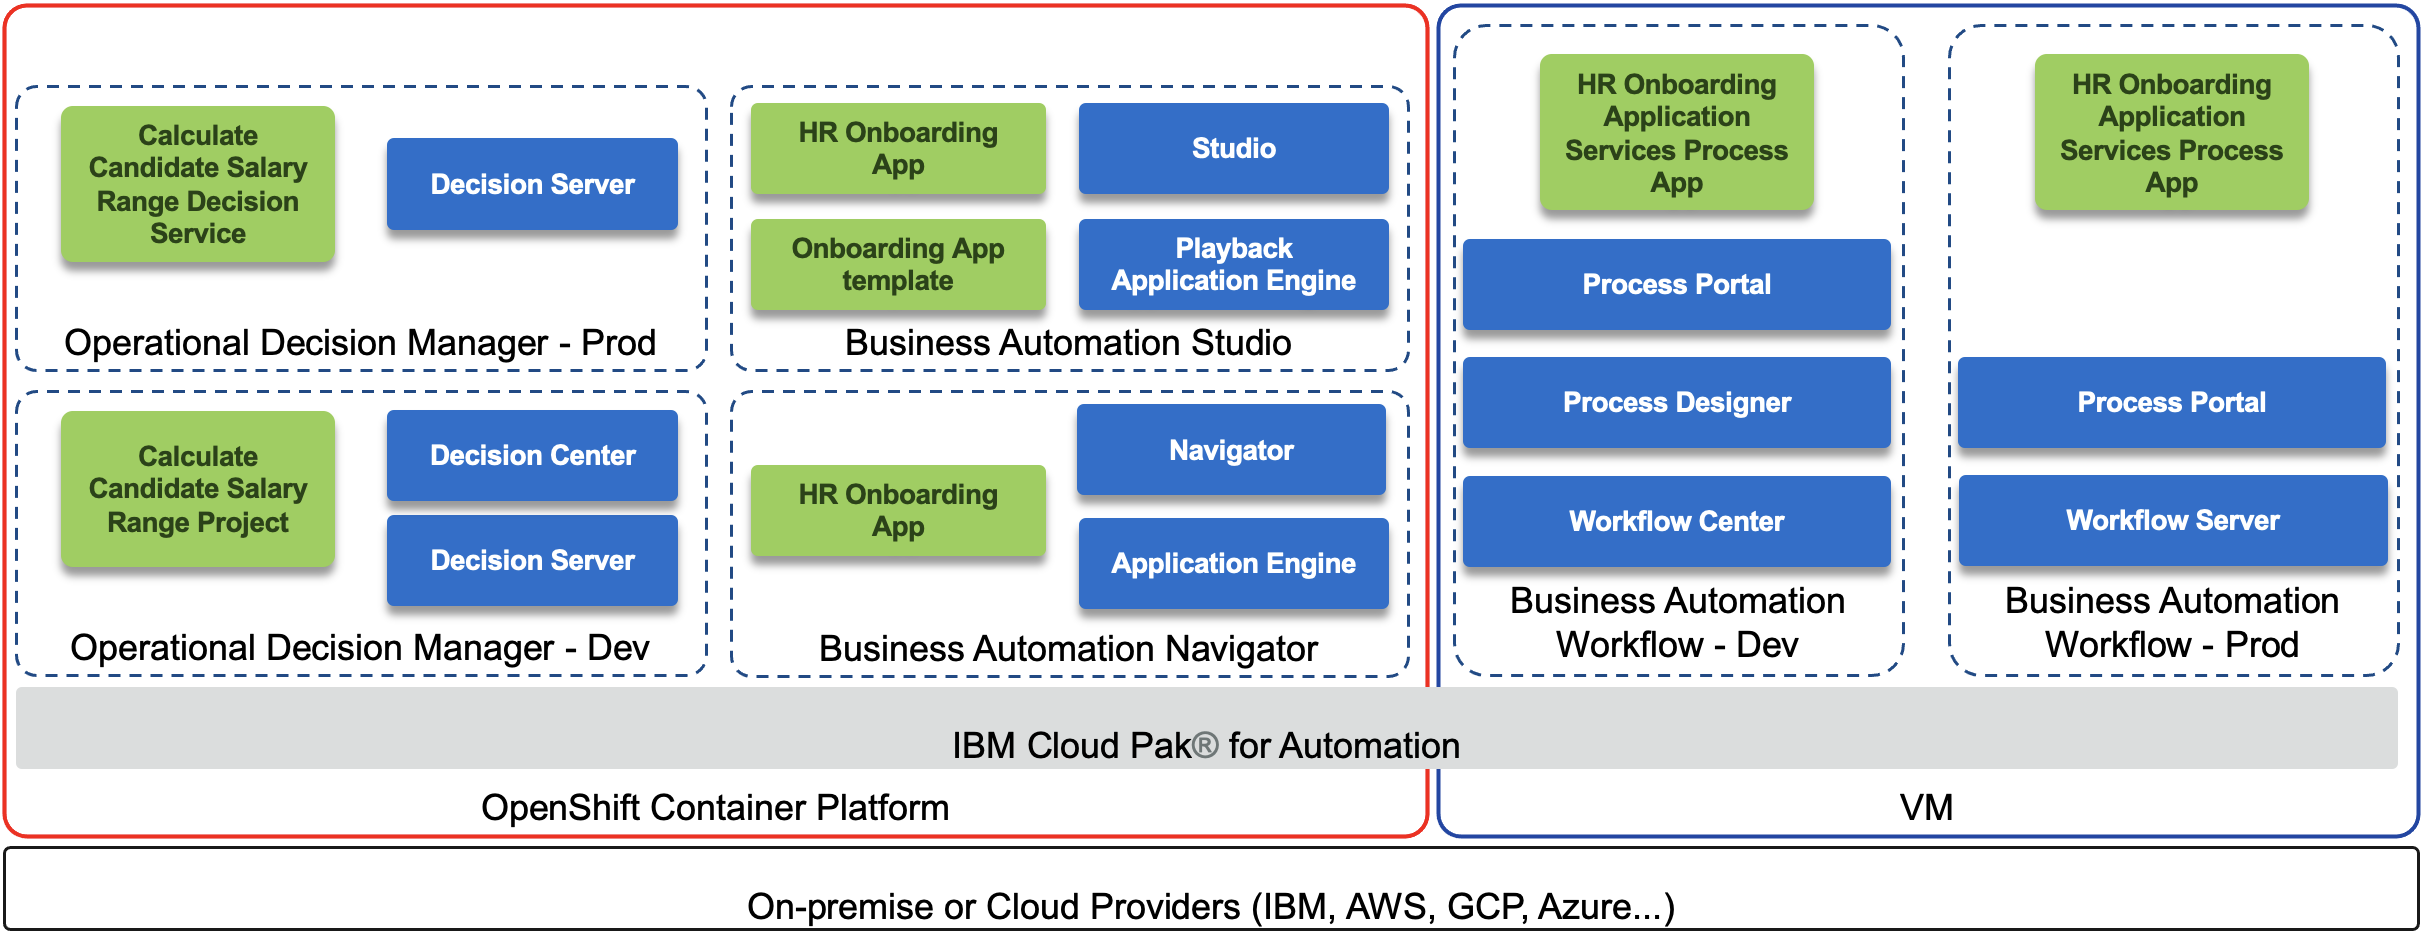 Calculate
Candidate Salary
Range Decision
Service
Decision Server
Operational Decision Manager - Prod
HR Onboarding
App
Studio
Onboarding App
template
Playback
Application Engine
Business Automation Studio
Calculate
Candidate Salary
Range Project
Decision Center
Decision Server
Operational Decision Manager - Dev
HR Onboarding
App
Navigator
Application Engine
Business Automation Navigator
HR Onboarding
Application
Services Process
App
Process Portal
Process Designer
Workflow Center
Business Automation
Workflow - Dev
HR Onboarding
Application
Services Process
App
Process Portal
Workflow Server
Business Automation
Workflow - Prod
IBM Cloud Pak® for Automation
OpenShift Container Platform
VM
On-premise or Cloud Providers (IBM, AWS, GCP, Azure...)